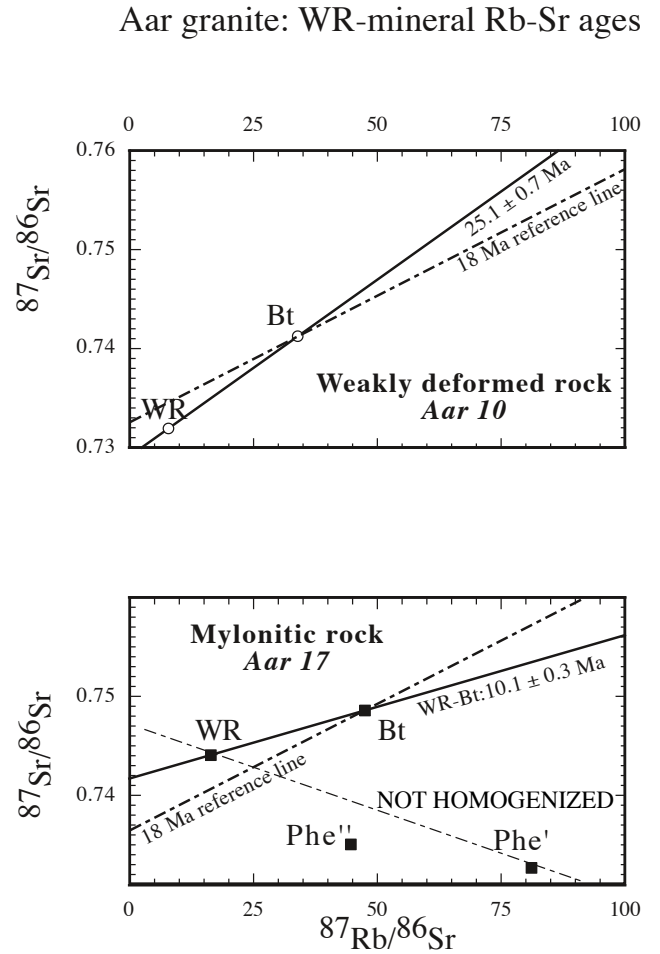 Aar granite: WR-mineral Rb-Sr ages
0 25 50 75 100
0.76
0.75
0.74
0.73
87Sr/86Sr
25.1 ± 0.7 Ma
18 Ma reference line
Bt
WR
Weakly deformed rock
Aar 10
Mylonitic rock
Aar 17
0.75
0.74
87Sr/86Sr
WR
Bt
WR-Bt:10.1 ± 0.3 Ma
18 Ma reference line
NOT HOMOGENIZED
Phe''
Phe'
0 25 50 75 100
87Rb/86Sr